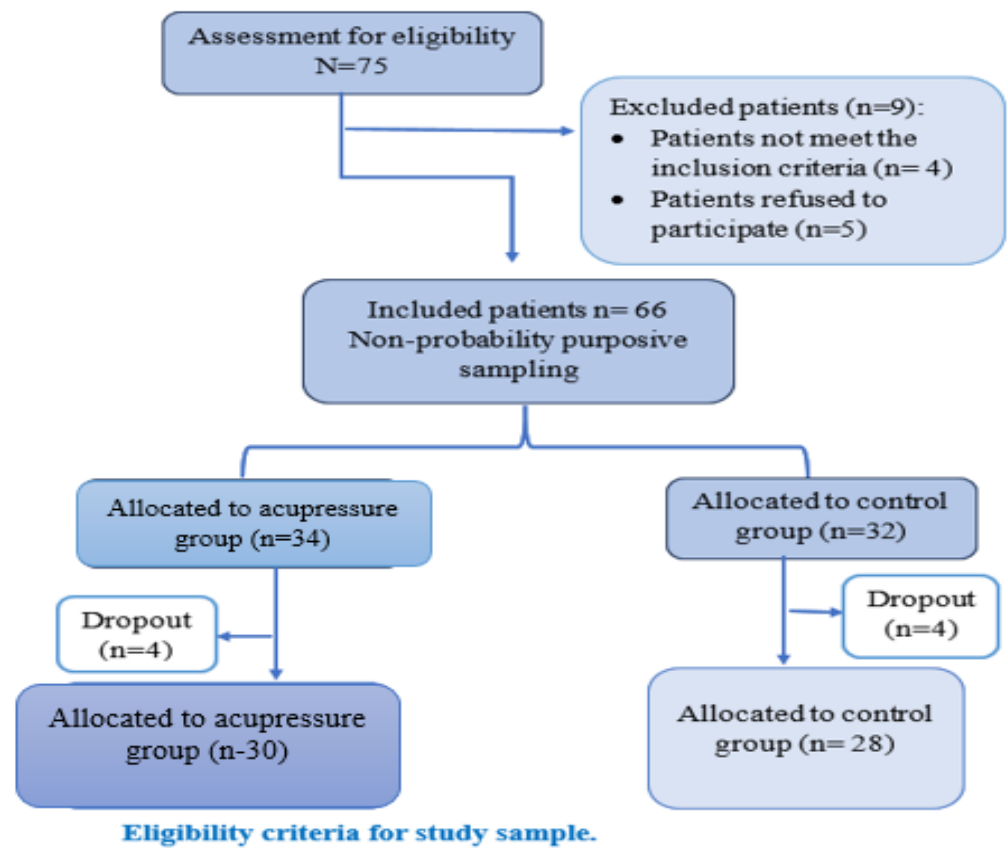 Assessment for eligibility
N=75
Excluded patients (n=9):
• Patients not meet the
inclusion criteria (n= 4)
• Patients refused to
participate (n=5)
Included patients n= 66
Non-probability purposive
sampling
Allocated to acupressure
group (n=34)
Allocated to control
group (n=32)
Dropout
(n=4)
Dropout
(n=4)
Allocated to acupressure
group (n-30)
Allocated to control
group (n= 28)
Eligibility criteria for study sample.